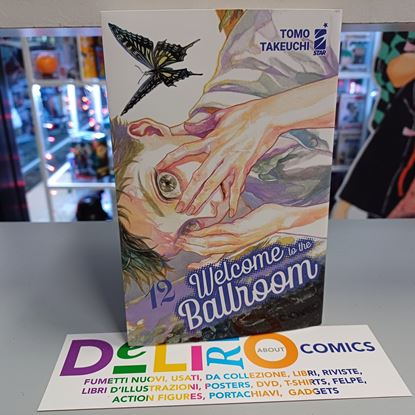 TOMO
TAKEUCHI
STAR
12
Welcome to the
Ballroom
DeLIRiO ABOUT COMICS
FUMETTI NUOVI, USATI, DA COLLEZIONE, LIBRI, RIVISTE,
LIBRI D'ILLUSTRAZIONI, POSTERS, DVD, T-SHIRTS, FELPE,
ACTION FIGURES, PORTACHIAVI, GADGETS